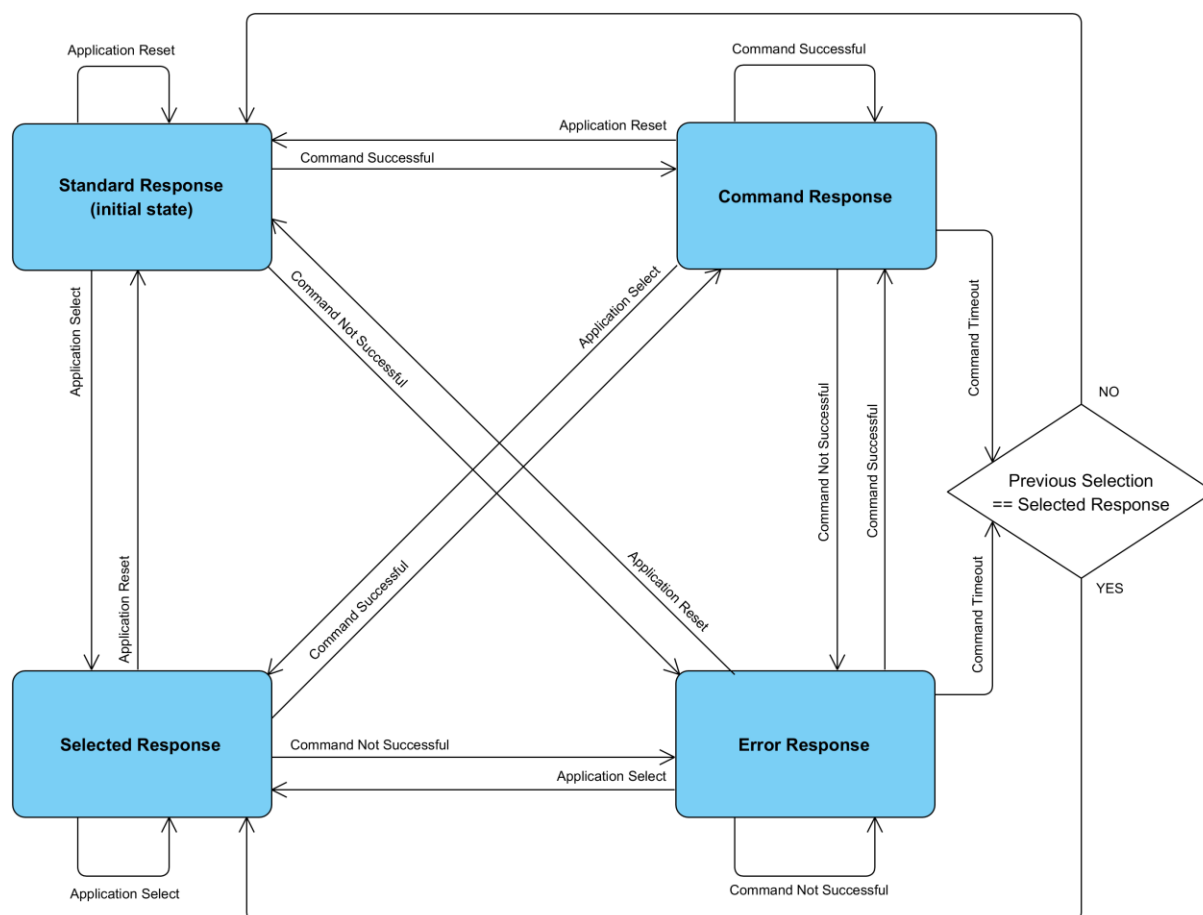 Application Reset
Command Successful
Application Reset
Command Successful
Standard Response
(initial state)
Command Response
Application Select
Application Reset
Command Not Successful
Application Reset
Application Select
Command Successful
Command Not Successful
Command Successful
Command Timeout
NO
Previous Selection
== Selected Response
YES
Command Timeout
Selected Response
Command Not Successful
Application Select
Error Response
Application Select
Command Not Successful